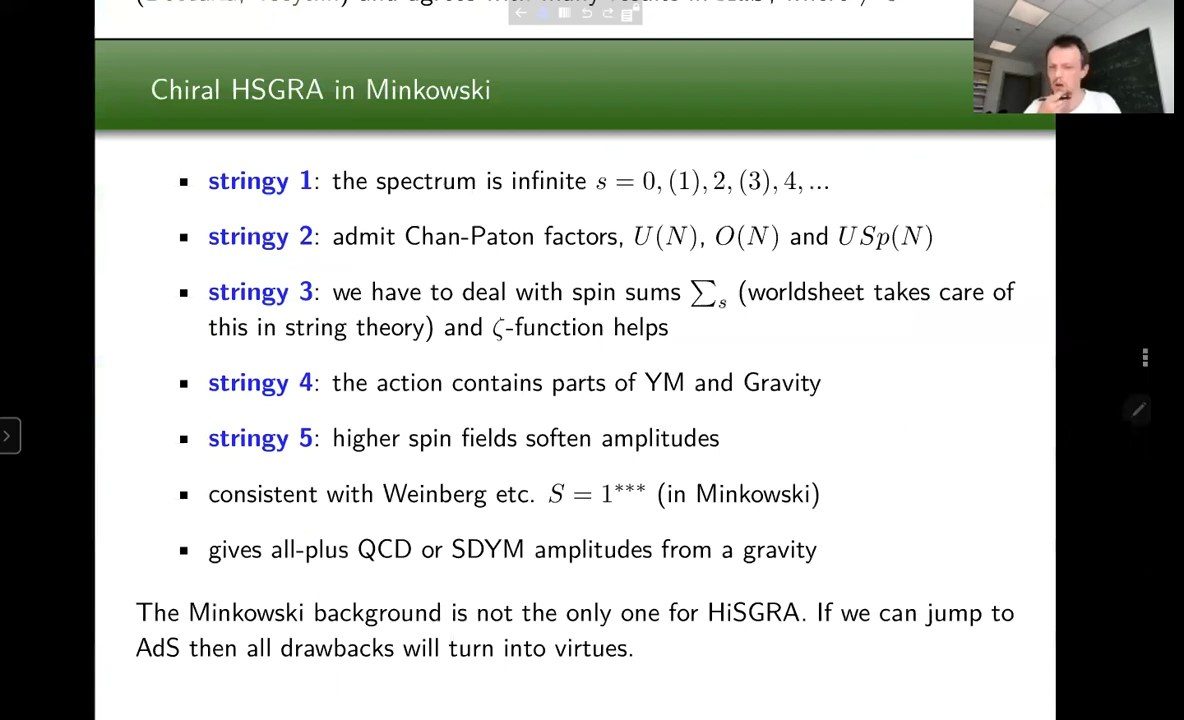 Chiral HSGRA in Minkowski
▪ stringy 1: the spectrum is infinite s = 0, (1), 2, (3), 4, ...
▪ stringy 2: admit Chan-Paton factors, U(N), O(N) and USp(N)
▪ stringy 3: we have to deal with spin sums ∑ₛ (worldsheet takes care of
this in string theory) and ζ-function helps
▪ stringy 4: the action contains parts of YM and Gravity
▪ stringy 5: higher spin fields soften amplitudes
▪ consistent with Weinberg etc. S = 1*** (in Minkowski)
▪ gives all-plus QCD or SDYM amplitudes from a gravity
The Minkowski background is not the only one for HiSGRA. If we can jump to
AdS then all drawbacks will turn into virtues.